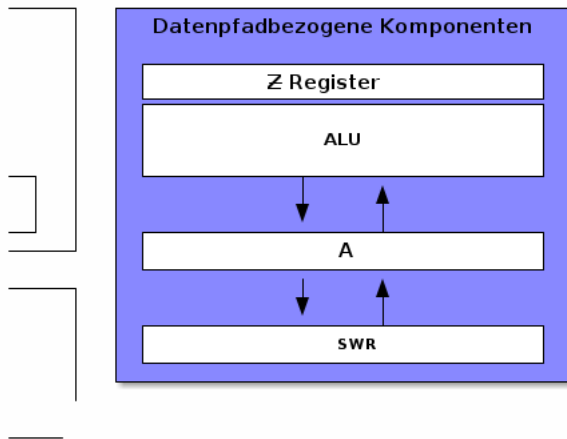 Datenpfadbezogene Komponenten
Z Register
ALU
A
SWR